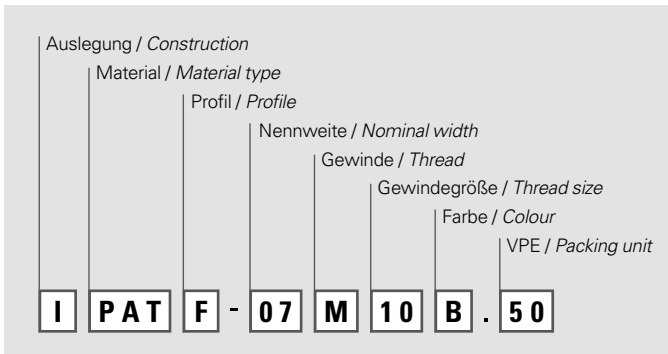 Auslegung / Construction
Material / Material type
Profil / Profile
Nennweite / Nominal width
Gewinde / Thread
Gewindegröße / Thread size
Farbe / Colour
VPE / Packing unit
I PAT F - 07 M 10 B . 50